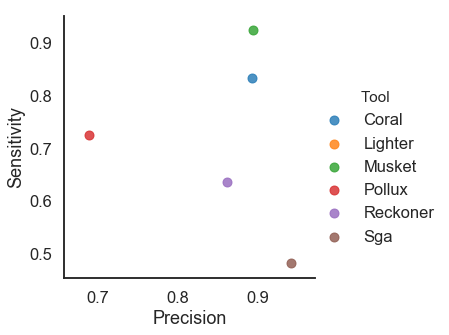 0.9
0.8
0.7
0.6
0.5
Sensitivity
0.7 0.8 0.9
Precision
Tool
Coral
Lighter
Musket
Pollux
Reckoner
Sga